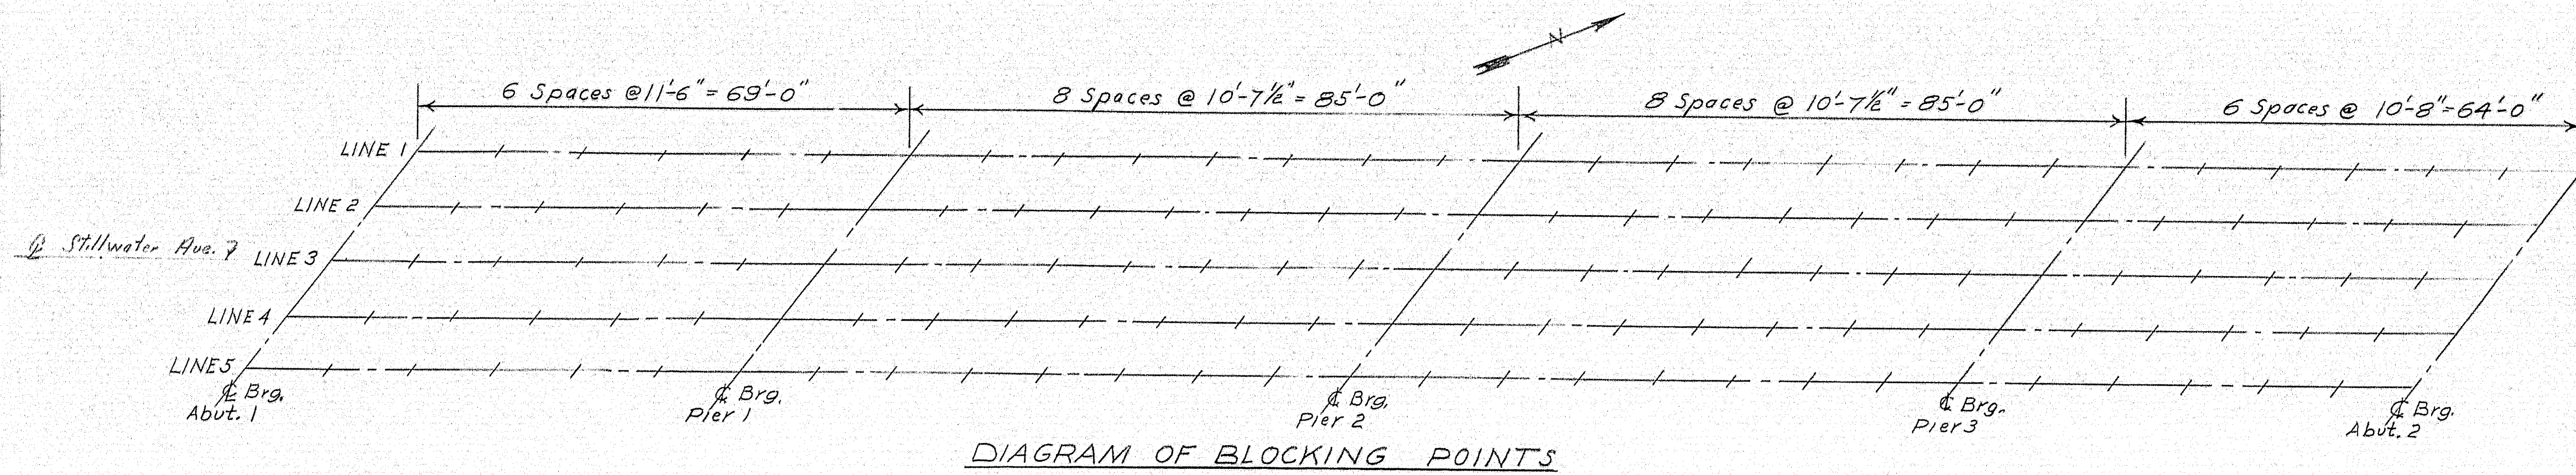 N
6 Spaces @ 11'-6" = 69'-0"
8 Spaces @ 10'-7½" = 85'-0"
8 Spaces @ 10'-7½" = 85'-0"
6 Spaces @ 10'-8" = 64'-0"
LINE 1
LINE 2
℄ Stillwater Ave.
LINE 3
LINE 4
LINE 5
℄ Brg.
Abut. 1
℄ Brg.
Pier 1
℄ Brg.
Pier 2
℄ Brg.
Pier 3
℄ Brg.
Abut. 2
DIAGRAM OF BLOCKING POINTS